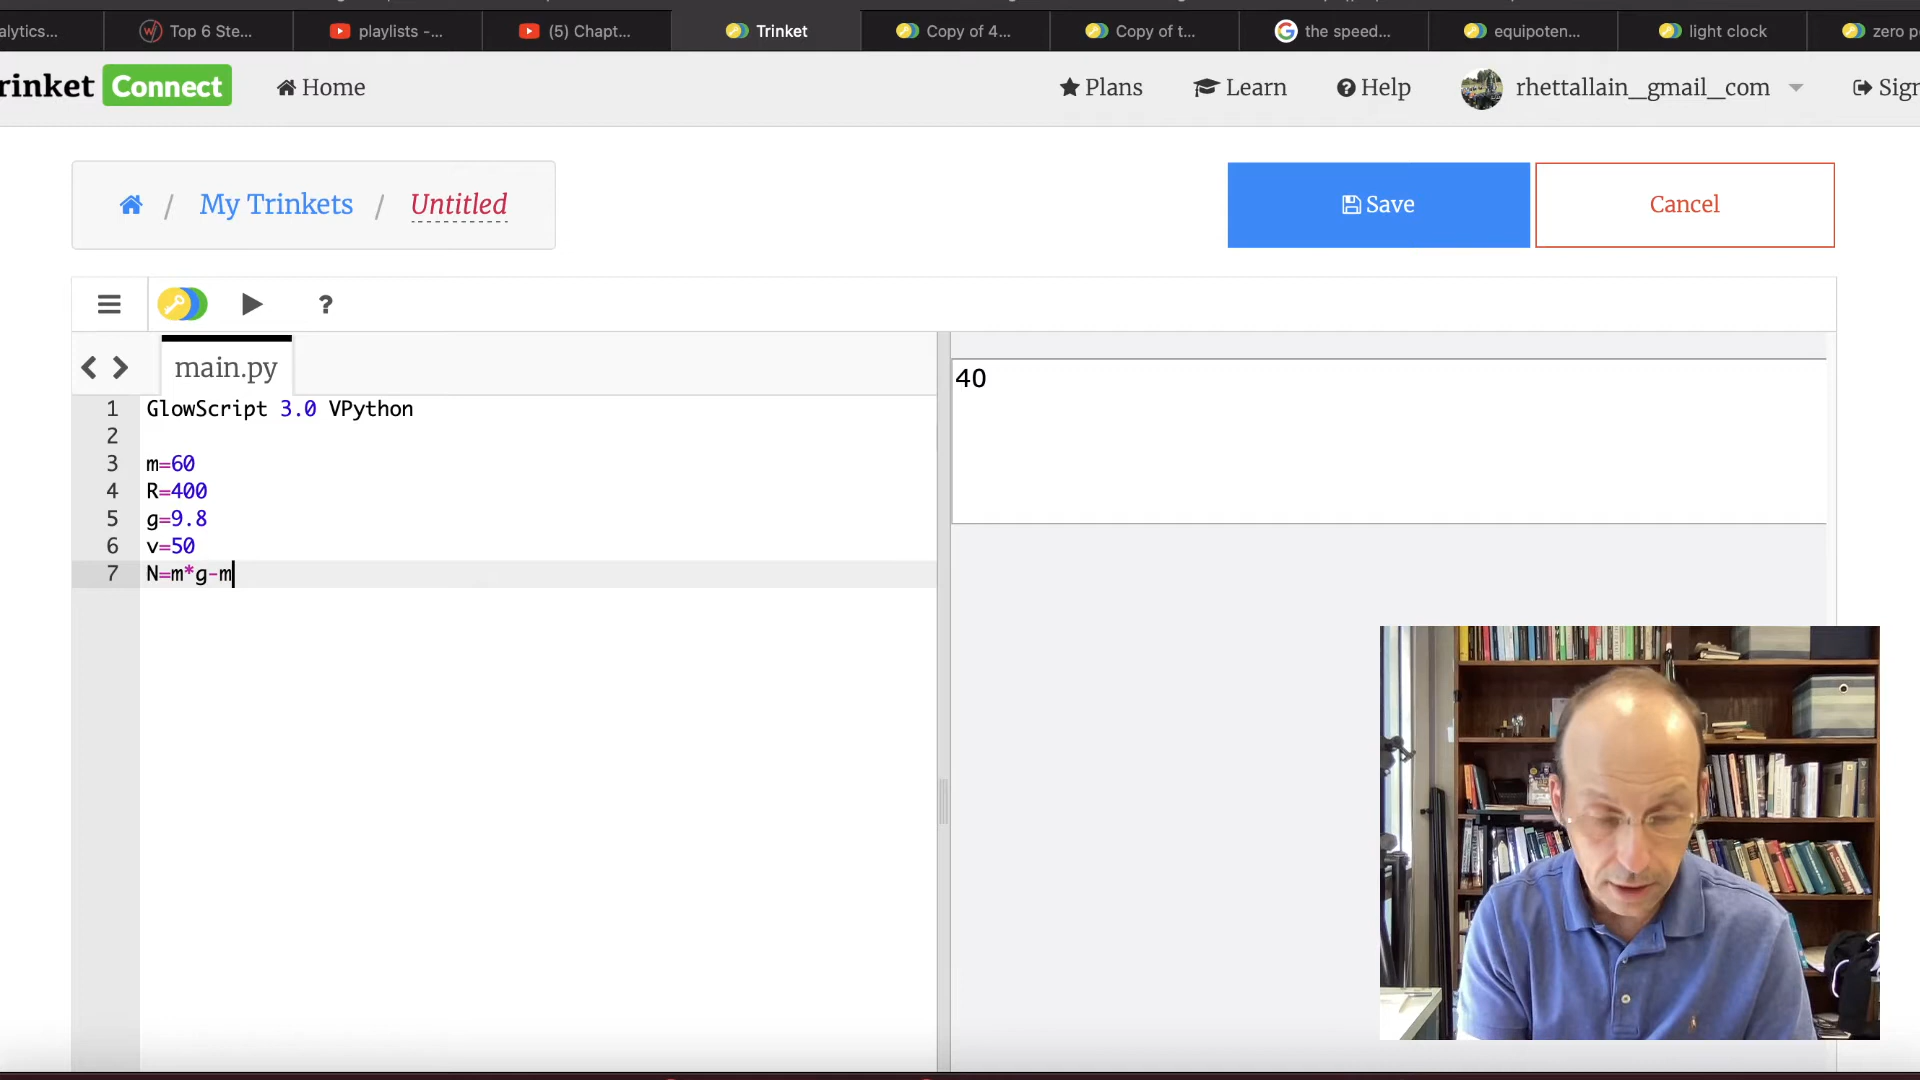 alytics...
Top 6 Ste...
playlists -...
(5) Chapt...
Trinket
Copy of 4...
Copy of t...
the speed...
equipoten...
light clock
zero p
rinket Connect
Home
Plans
Learn
Help
rhettallain_gmail_com
Sign
/ My Trinkets / Untitled
Save
Cancel
?
main.py
1 GlowScript 3.0 VPython
2
3 m=60
4 R=400
5 g=9.8
6 v=50
7 N=m*g-m
40